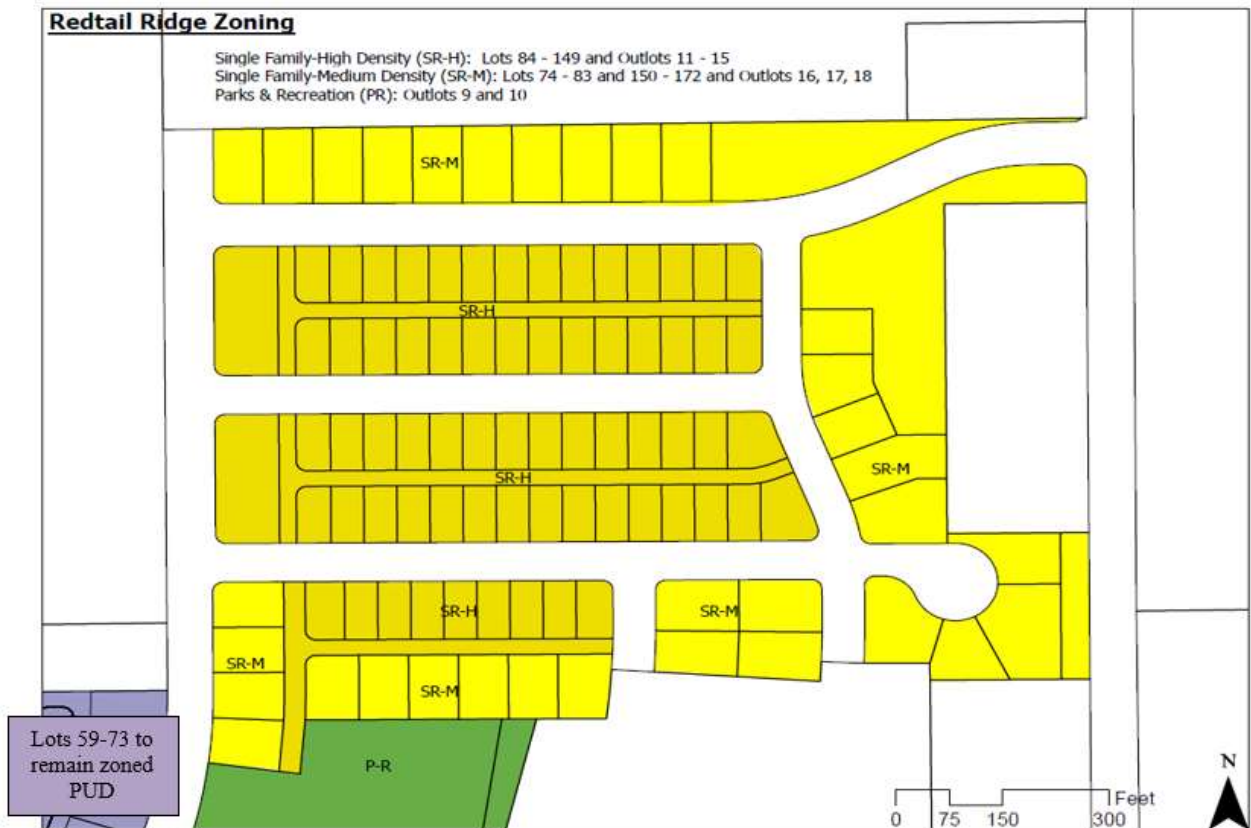 Redtail Ridge Zoning
Single Family-High Density (SR-H): Lots 84 - 149 and Outlots 11 - 15
Single Family-Medium Density (SR-M): Lots 74 - 83 and 150 - 172 and Outlots 16, 17, 18
Parks & Recreation (PR): Outlots 9 and 10
SR-M
SR-H
SR-M
SR-H
SR-H
SR-M
SR-M
SR-M
Lots 59-73 to
remain zoned
PUD
P-R
N
Feet
0 75 150 300